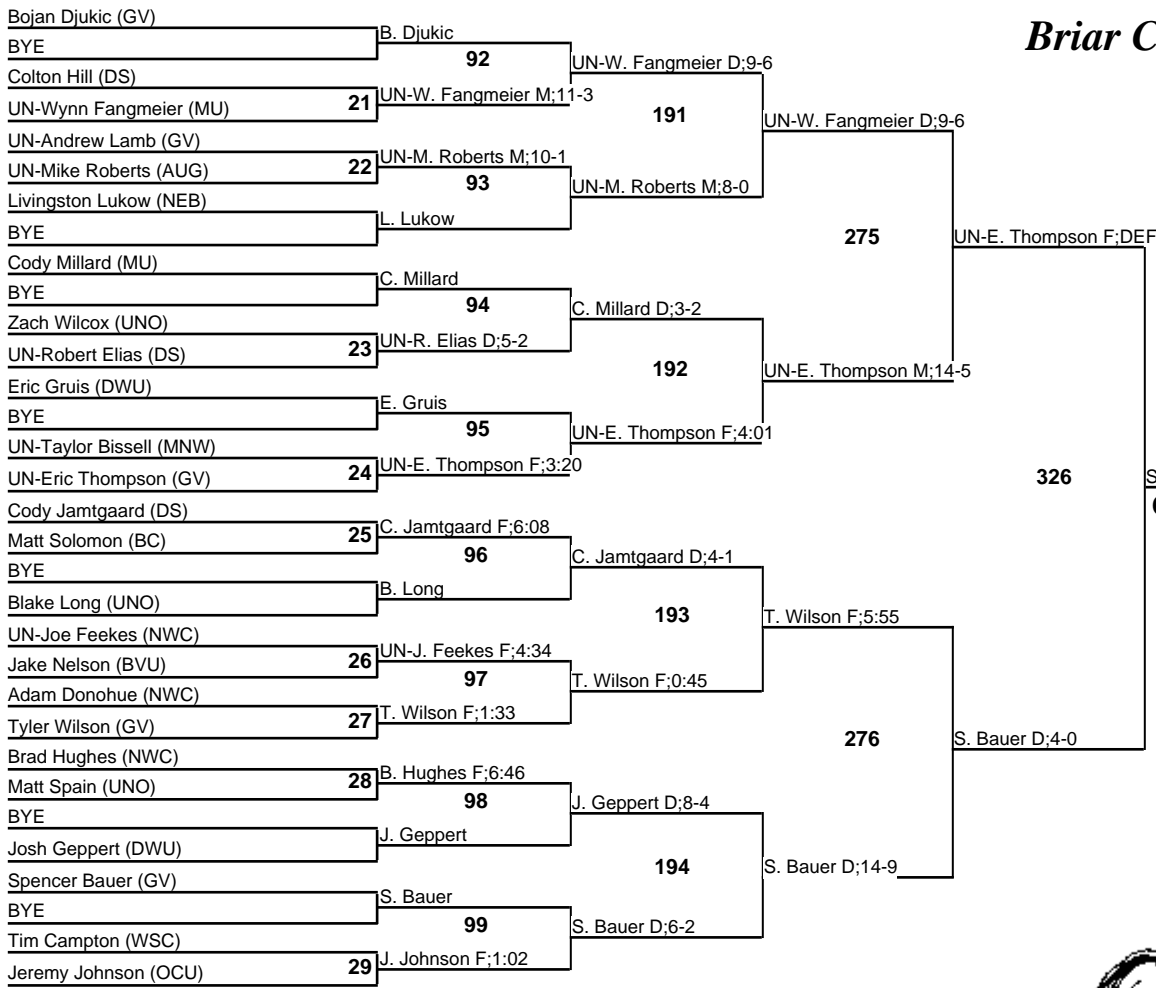 Bojan Djukic (GV)
BYE
Colton Hill (DS)
UN-Wynn Fangmeier (MU)
UN-Andrew Lamb (GV)
UN-Mike Roberts (AUG)
Livingston Lukow (NEB)
BYE
Cody Millard (MU)
BYE
Zach Wilcox (UNO)
UN-Robert Elias (DS)
Eric Gruis (DWU)
BYE
UN-Taylor Bissell (MNW)
UN-Eric Thompson (GV)
Cody Jamtgaard (DS)
Matt Solomon (BC)
BYE
Blake Long (UNO)
UN-Joe Feekes (NWC)
Jake Nelson (BVU)
Adam Donohue (NWC)
Tyler Wilson (GV)
Brad Hughes (NWC)
Matt Spain (UNO)
BYE
Josh Geppert (DWU)
Spencer Bauer (GV)
BYE
Tim Campton (WSC)
Jeremy Johnson (OCU)
21
22
23
24
25
26
27
28
29
B. Djukic
92
UN-W. Fangmeier M;11-3
UN-M. Roberts M;10-1
93
L. Lukow
C. Millard
94
UN-R. Elias D;5-2
E. Gruis
95
UN-E. Thompson F;3:20
C. Jamtgaard F;6:08
96
B. Long
UN-J. Feekes F;4:34
97
T. Wilson F;1:33
B. Hughes F;6:46
98
J. Geppert
S. Bauer
99
J. Johnson F;1:02
UN-W. Fangmeier D;9-6
191
UN-M. Roberts M;8-0
C. Millard D;3-2
192
UN-E. Thompson F;4:01
C. Jamtgaard D;4-1
193
T. Wilson F;0:45
J. Geppert D;8-4
194
S. Bauer D;6-2
UN-W. Fangmeier D;9-6
275
UN-E. Thompson M;14-5
T. Wilson F;5:55
276
S. Bauer D;14-9
UN-E. Thompson F;DEF
326
S. Bauer D;4-0
Briar C
S